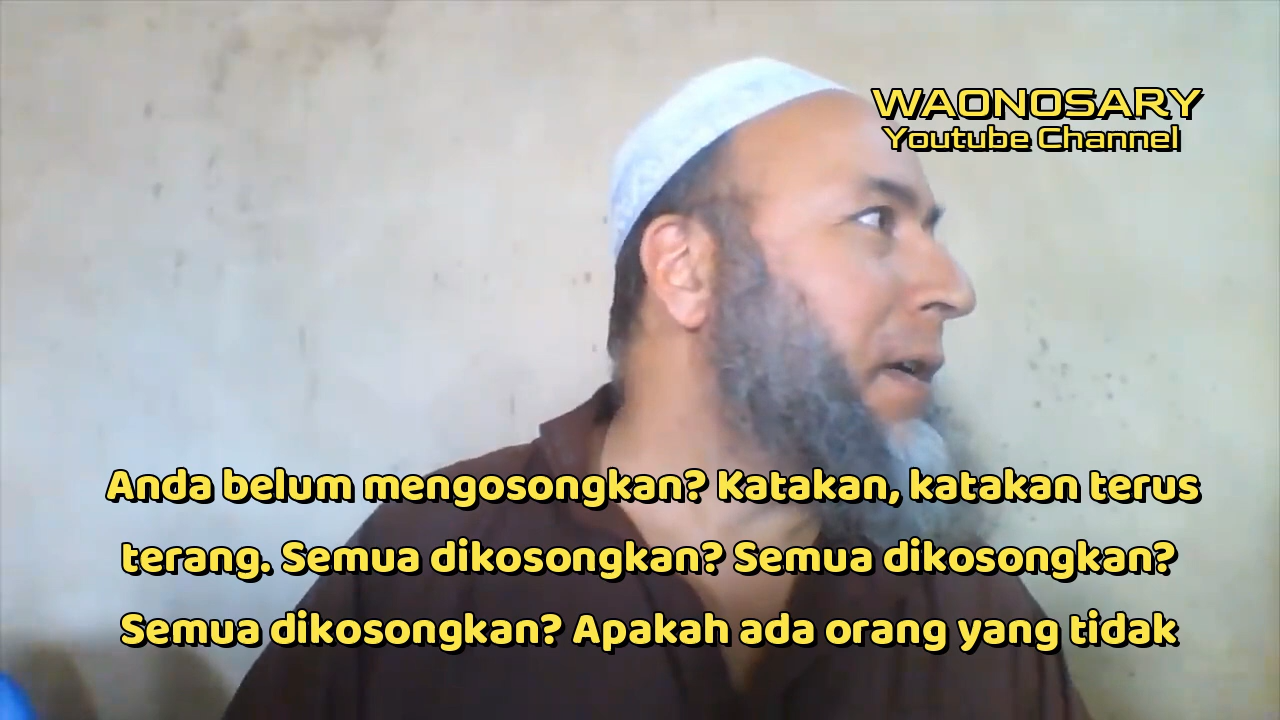 WAONOSARY
Youtube Channel
Anda belum mengosongkan? Katakan, katakan terus
terang. Semua dikosongkan? Semua dikosongkan?
Semua dikosongkan? Apakah ada orang yang tidak